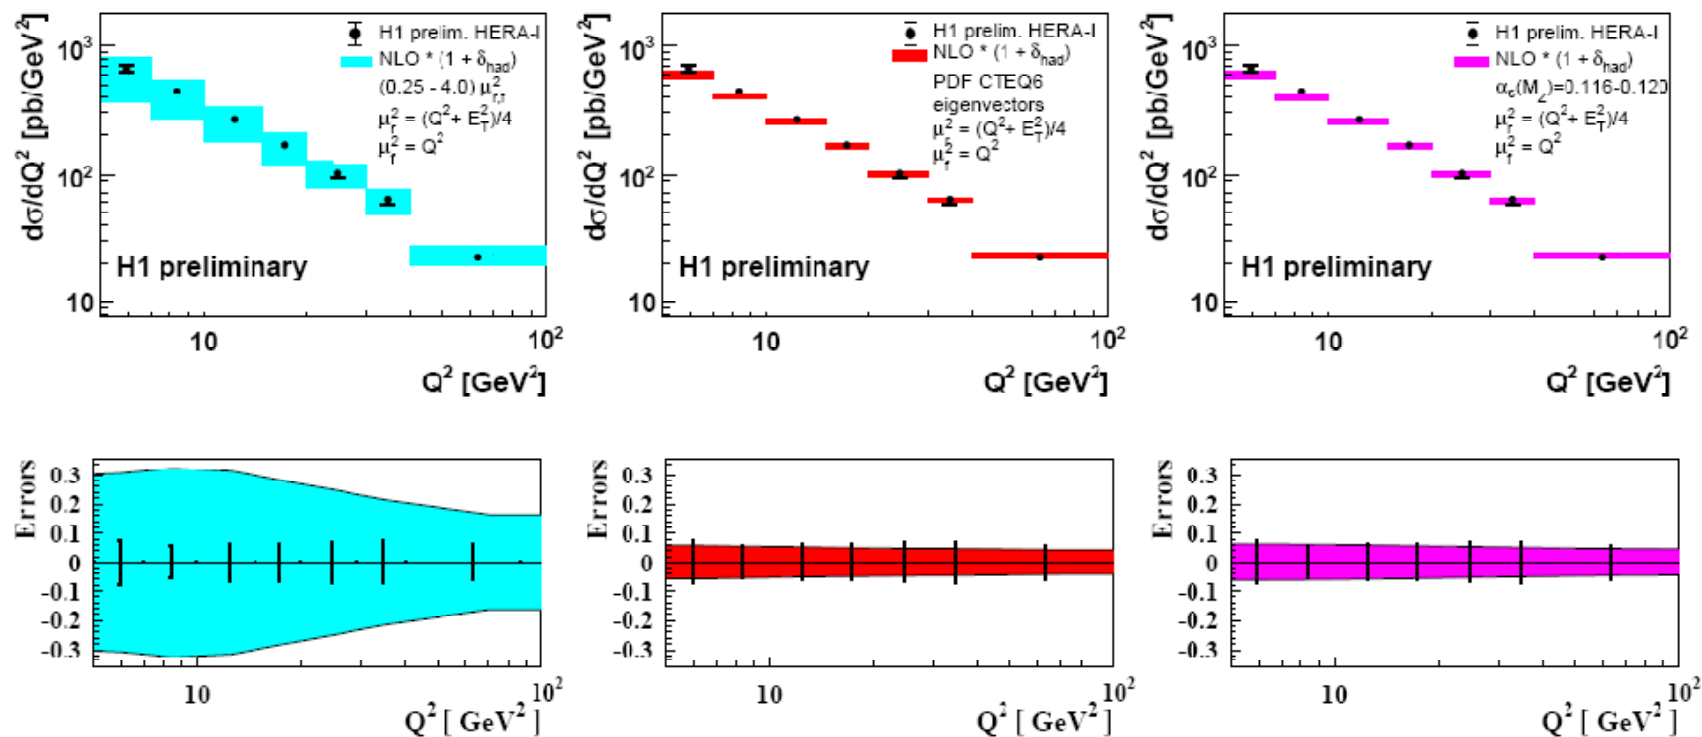 dσ/dQ² [pb/GeV²]
10³
10²
10
H1 prelim. HERA-I
NLO * (1 + δhad)
(0.25 - 4.0) μ²r,f
μ²r = (Q²+ E²T)/4
μ²f = Q²
H1 preliminary
10
10²
Q² [GeV²]
dσ/dQ² [pb/GeV²]
10³
10²
10
H1 prelim. HERA-I
NLO * (1 + δhad)
PDF CTEQ6
eigenvectors
μ²r = (Q²+ E²T)/4
μ²f = Q²
H1 preliminary
10
10²
Q² [GeV²]
dσ/dQ² [pb/GeV²]
10³
10²
10
H1 prelim. HERA-I
NLO * (1 + δhad)
αs(MZ)=0.116-0.120
μ²r = (Q²+ E²T)/4
μ²f = Q²
H1 preliminary
10
10²
Q² [GeV²]
Errors
0.3
0.2
0.1
0
-0.1
-0.2
-0.3
10
10²
Q² [ GeV² ]
Errors
0.3
0.2
0.1
0
-0.1
-0.2
-0.3
10
10²
Q² [ GeV² ]
Errors
0.3
0.2
0.1
0
-0.1
-0.2
-0.3
10
10²
Q² [ GeV² ]